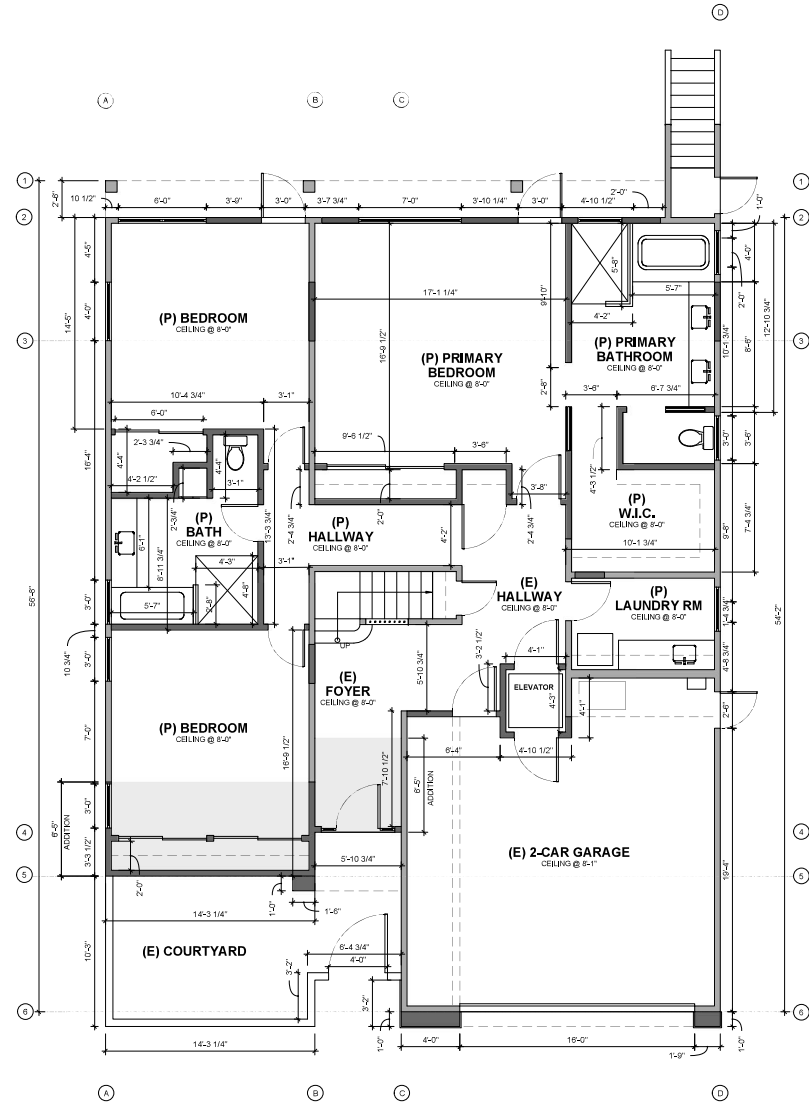 D
A
B
C
1
1
2'-6"
10 1/2"
6'-0"
3'-9"
3'-0"
3'-7 3/4"
7'-0"
3'-10 1/4"
3'-0"
4'-10 1/2"
2'-0"
1'-0"
2
2
4'-5"
4'-0"
14'-5"
5'-8"
9'-10"
4'-0"
2'-0"
5'-7"
17'-1 1/4"
16'-9 1/2"
4'-2"
10'-1 3/4"
8'-6"
12'-10 3/4"
(P) BEDROOM
CEILING @ 8'-0"
3
3
(P) PRIMARY
BEDROOM
CEILING @ 8'-0"
(P) PRIMARY
BATHROOM
CEILING @ 8'-0"
2'-8"
10'-4 3/4"
3'-1"
3'-6"
6'-7 3/4"
6'-0"
2'-3 3/4"
4'-4"
4'-4"
4'-2 1/2"
3'-1"
16'-4"
9'-6 1/2"
3'-6"
3'-8"
4'-3 1/2"
3'-0"
3'-6"
2'-3/4"
(P)
BATH
CEILING @ 8'-0"
13'-3 3/4"
2'-4 3/4"
2'-0"
4'-2"
2'-4 3/4"
(P)
HALLWAY
CEILING @ 8'-0"
(P)
W.I.C.
CEILING @ 8'-0"
10'-1 3/4"
9'-8"
7'-4 3/4"
6'-1"
8'-11 3/4"
4'-3"
3'-1"
4'-8"
2'-8"
5'-7"
3'-0"
56'-8"
54'-2"
(E)
HALLWAY
CEILING @ 8'-0"
(P)
LAUNDRY RM
CEILING @ 8'-0"
1'-4 3/4"
4'-8 3/4"
10 3/4"
3'-0"
UP
4'-1"
3'-2 1/2"
5'-10 3/4"
(E)
FOYER
CEILING @ 8'-0"
ELEVATOR
4'-3"
4'-1"
2'-6"
7'-0"
(P) BEDROOM
CEILING @ 8'-0"
16'-9 1/2"
6'-4"
4'-10 1/2"
7'-10 1/2"
6'-5"
ADDITION
6'-5"
ADDITION
3'-0"
3'-3 1/2"
4
4
(E) 2-CAR GARAGE
CEILING @ 8'-1"
5'-10 3/4"
19'-4"
5
5
2'-0"
1'-0"
14'-3 1/4"
1'-6"
(E) COURTYARD
10'-3"
6'-4 3/4"
4'-0"
3'-2"
3'-2"
6
6
14'-3 1/4"
1'-0"
4'-0"
16'-0"
1'-9"
1'-0"
A
B
C
D